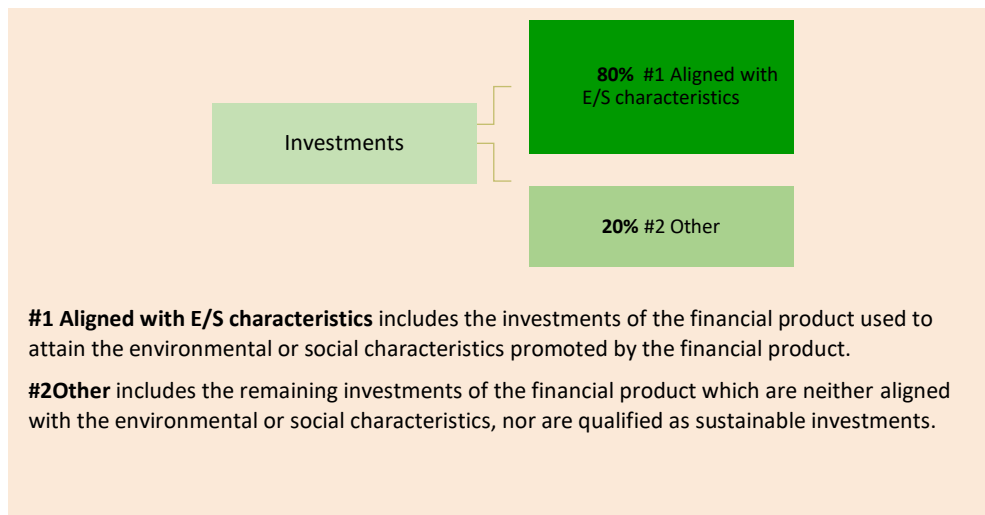 80% #1 Aligned with
E/S characteristics
Investments
20% #2 Other
#1 Aligned with E/S characteristics includes the investments of the financial product used to
attain the environmental or social characteristics promoted by the financial product.
#2Other includes the remaining investments of the financial product which are neither aligned
with the environmental or social characteristics, nor are qualified as sustainable investments.